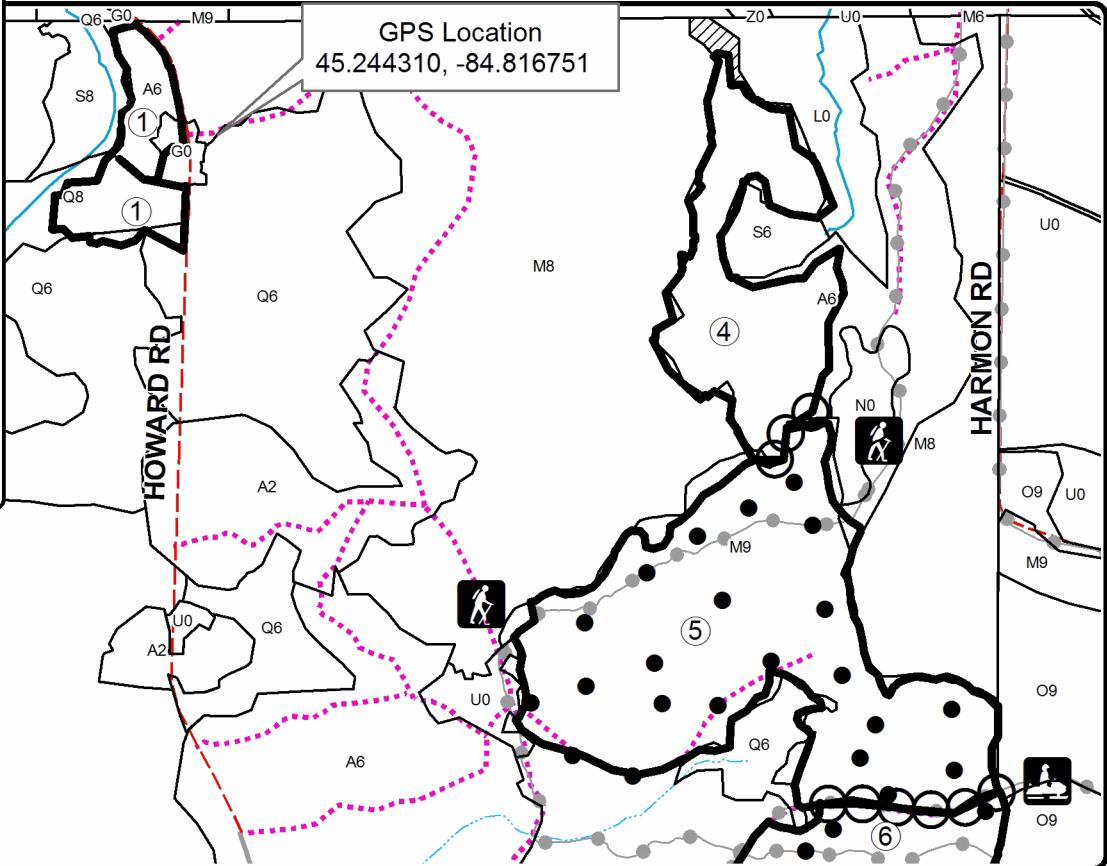 Q6 G0 M9 Z0 U0 M6
GPS Location
45.244310, -84.816751
S8
A6
L0
1
G0
Q8
1
U0
S6
M8
Q6
Q6
A6
4
HOWARD RD
HARMON RD
N0
M8
A2
O9
U0
M9
M9
U0
Q6
5
A2
U0
O9
Q6
A6
O9
6